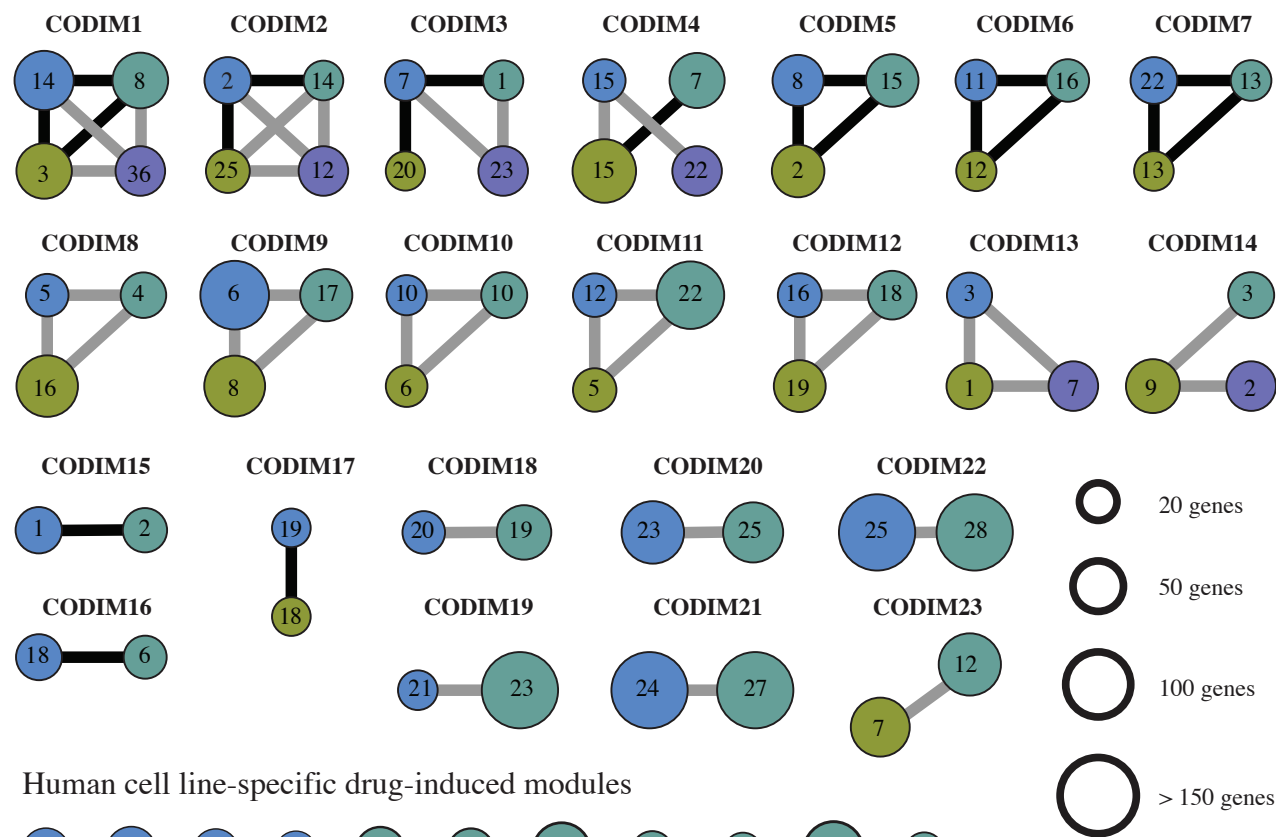 CODIM1 CODIM2 CODIM3 CODIM4 CODIM5 CODIM6 CODIM7
14 8 2 14 7 1 15 7 8 15 11 16 22 13
3 36 25 12 20 23 15 22 2 12 13
CODIM8 CODIM9 CODIM10 CODIM11 CODIM12 CODIM13 CODIM14
5 4 6 17 10 10 12 22 16 18 3 3
16 8 6 5 19 1 7 9 2
CODIM15 CODIM17 CODIM18 CODIM20 CODIM22
1 2 19 20 19 23 25 25 28 20 genes
18 50 genes
CODIM16 CODIM19 CODIM21 CODIM23
18 6 21 23 24 27 12 7 100 genes
Human cell line-specific drug-induced modules
> 150 genes